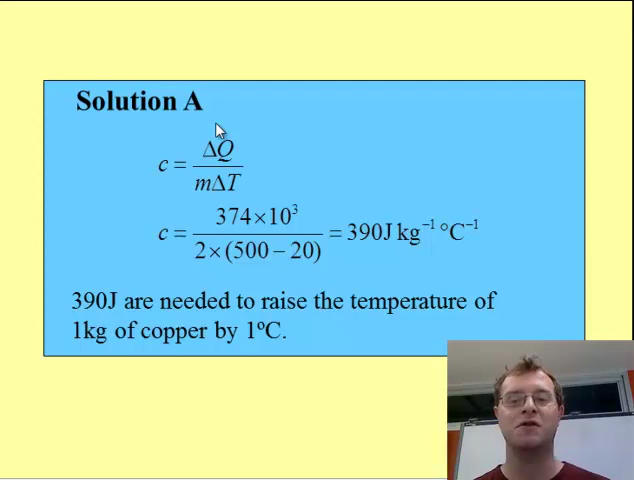 Solution A
c = ΔQ / mΔT
c = 374×10³ / 2×(500−20) = 390J kg⁻¹ °C⁻¹
390J are needed to raise the temperature of
1kg of copper by 1ºC.